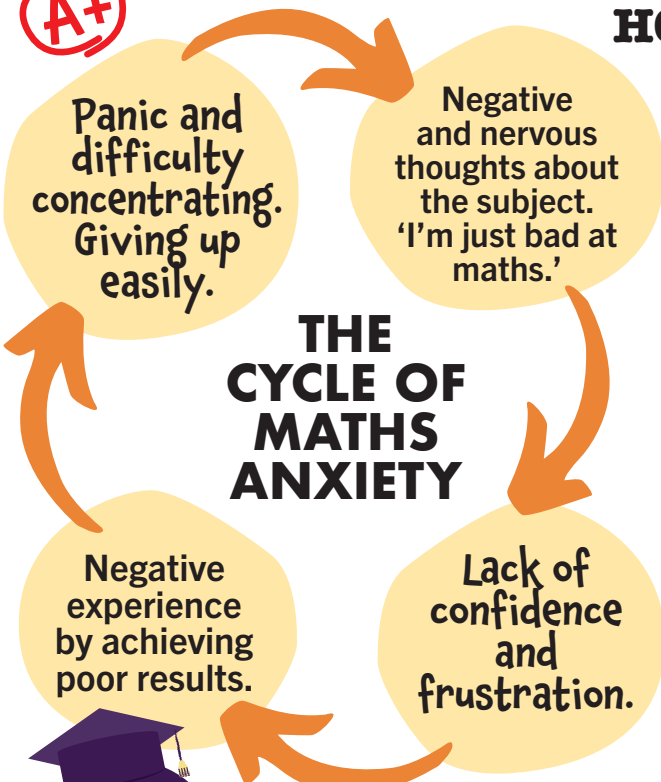 A+
HO
Panic and
difficulty
concentrating.
Giving up
easily.
Negative
and nervous
thoughts about
the subject.
‘I’m just bad at
maths.’
THE
CYCLE OF
MATHS
ANXIETY
Lack of
confidence
and
frustration.
Negative
experience
by achieving
poor results.